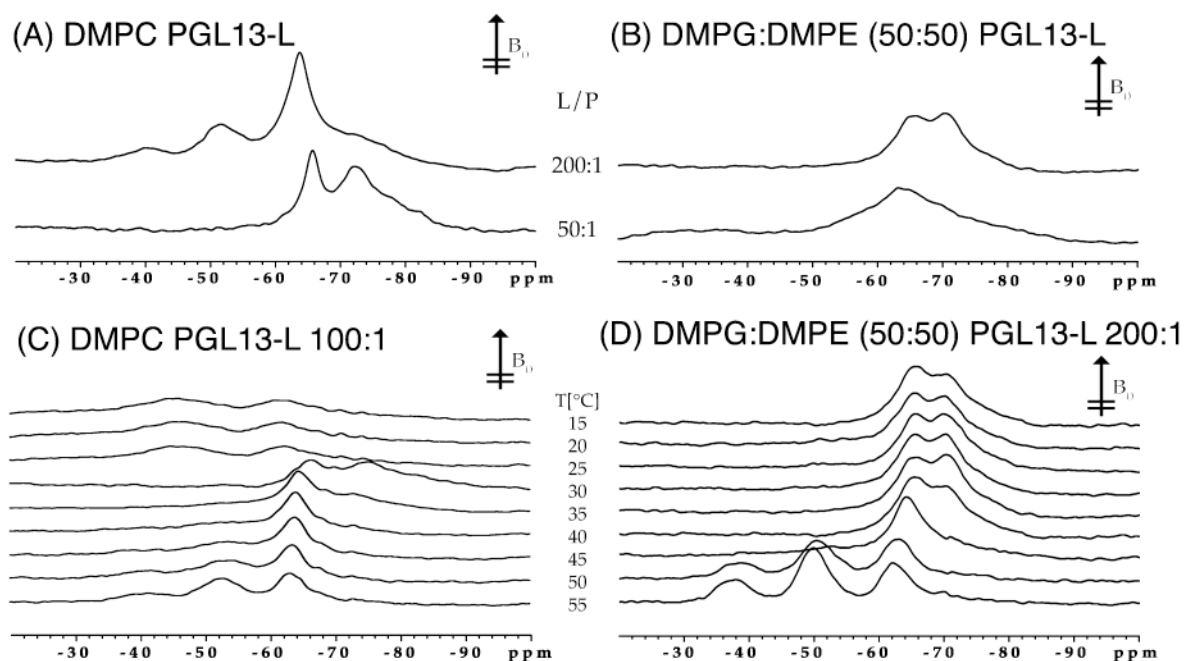 (A) DMPC PGL13-L
B₀
(B) DMPG:DMPE (50:50) PGL13-L
B₀
L/P
200:1
50:1
-30 -40 -50 -60 -70 -80 -90 ppm
-30 -40 -50 -60 -70 -80 -90 ppm
(C) DMPC PGL13-L 100:1
B₀
(D) DMPG:DMPE (50:50) PGL13-L 200:1
B₀
T[°C]
15
20
25
30
35
40
45
50
55
-30 -40 -50 -60 -70 -80 -90 ppm
-30 -40 -50 -60 -70 -80 -90 ppm